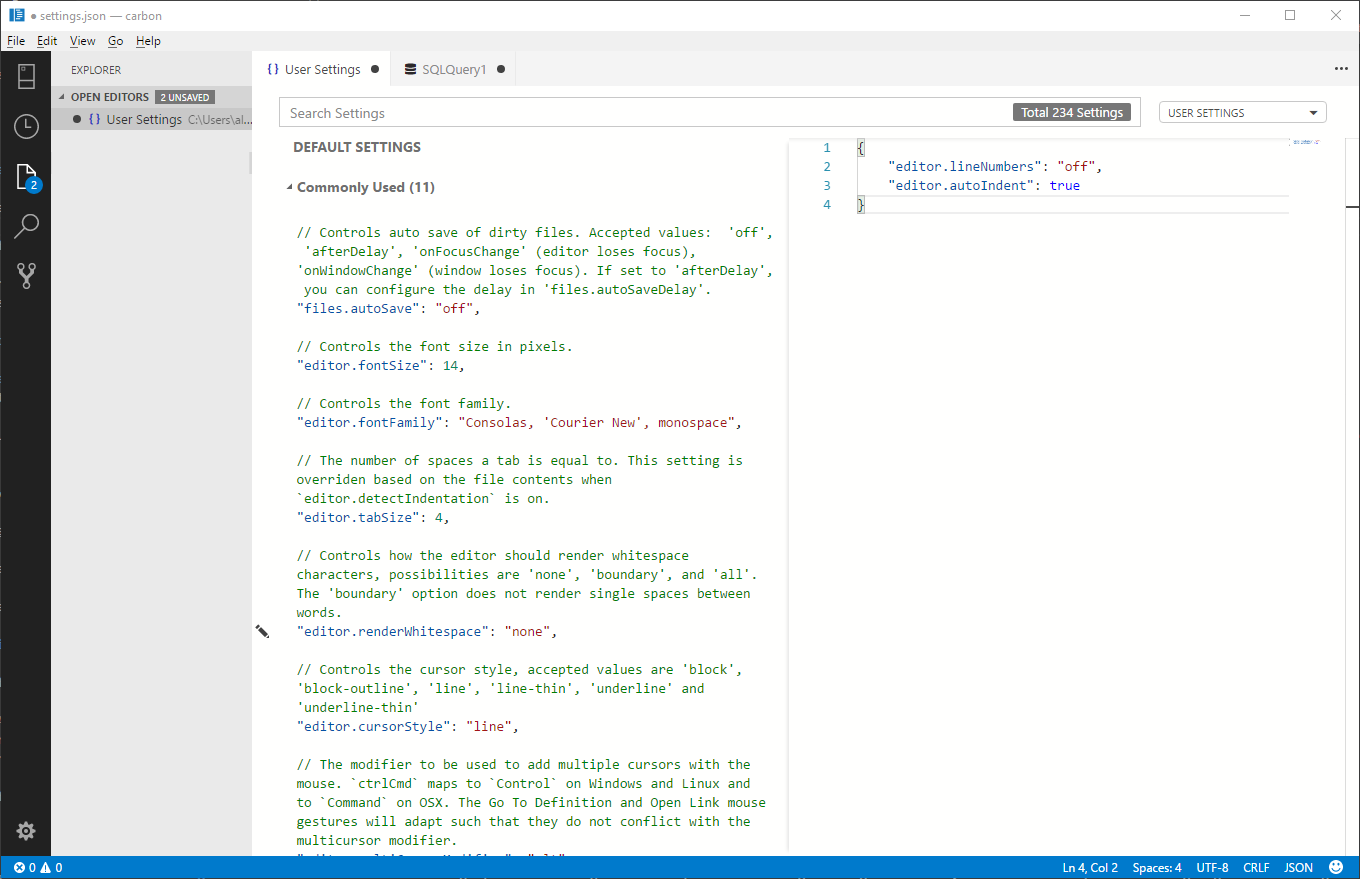 ● settings.json — carbon
File Edit View Go Help
EXPLORER
OPEN EDITORS 2 UNSAVED
{ } User Settings C:\Users\al...
2
{ } User Settings
SQLQuery1
Search Settings
Total 234 Settings
USER SETTINGS
DEFAULT SETTINGS
Commonly Used (11)
// Controls auto save of dirty files. Accepted values:  'off',
'afterDelay', 'onFocusChange' (editor loses focus),
'onWindowChange' (window loses focus). If set to 'afterDelay',
you can configure the delay in 'files.autoSaveDelay'.
"files.autoSave": "off",
// Controls the font size in pixels.
"editor.fontSize": 14,
// Controls the font family.
"editor.fontFamily": "Consolas, 'Courier New', monospace",
// The number of spaces a tab is equal to. This setting is
overriden based on the file contents when
`editor.detectIndentation` is on.
"editor.tabSize": 4,
// Controls how the editor should render whitespace
characters, possibilities are 'none', 'boundary', and 'all'.
The 'boundary' option does not render single spaces between
words.
"editor.renderWhitespace": "none",
// Controls the cursor style, accepted values are 'block',
'block-outline', 'line', 'line-thin', 'underline' and
'underline-thin'
"editor.cursorStyle": "line",
// The modifier to be used to add multiple cursors with the
mouse. `ctrlCmd` maps to `Control` on Windows and Linux and
to `Command` on OSX. The Go To Definition and Open Link mouse
gestures will adapt such that they do not conflict with the
multicursor modifier.
1 {
2 "editor.lineNumbers": "off",
3 "editor.autoIndent": true
4 }
0 0
Ln 4, Col 2 Spaces: 4 UTF-8 CRLF JSON